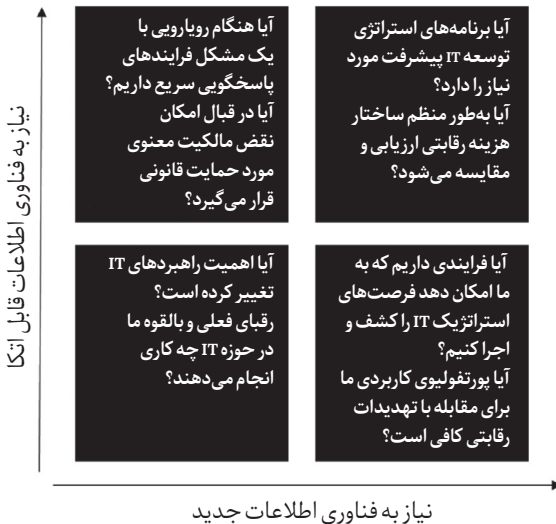 آیا برنامه‌های استراتژی
توسعه IT پیشرفت مورد
نیاز را دارد؟
آیا به‌طور منظم ساختار
هزینه رقابتی ارزیابی و
مقایسه می‌شود؟
آیا هنگام رویارویی با
یک مشکل فرایندهای
پاسخگویی سریع داریم؟
آیا در قبال امکان
نقض مالکیت معنوی
مورد حمایت قانونی
قرار می‌گیرد؟
آیا فرایندی داریم که به
ما امکان دهد فرصت‌های
استراتژیک IT را کشف و
اجرا کنیم؟
آیا پورتفولیوی کاربردی ما
برای مقابله با تهدیدات
رقابتی کافی است؟
آیا اهمیت راهبردهای IT
تغییر کرده است؟
رقبای فعلی و بالقوه ما
در حوزه IT چه کاری
انجام می‌دهند؟
نیاز به فناوری اطلاعات قابل اتکا
نیاز به فناوری اطلاعات جدید